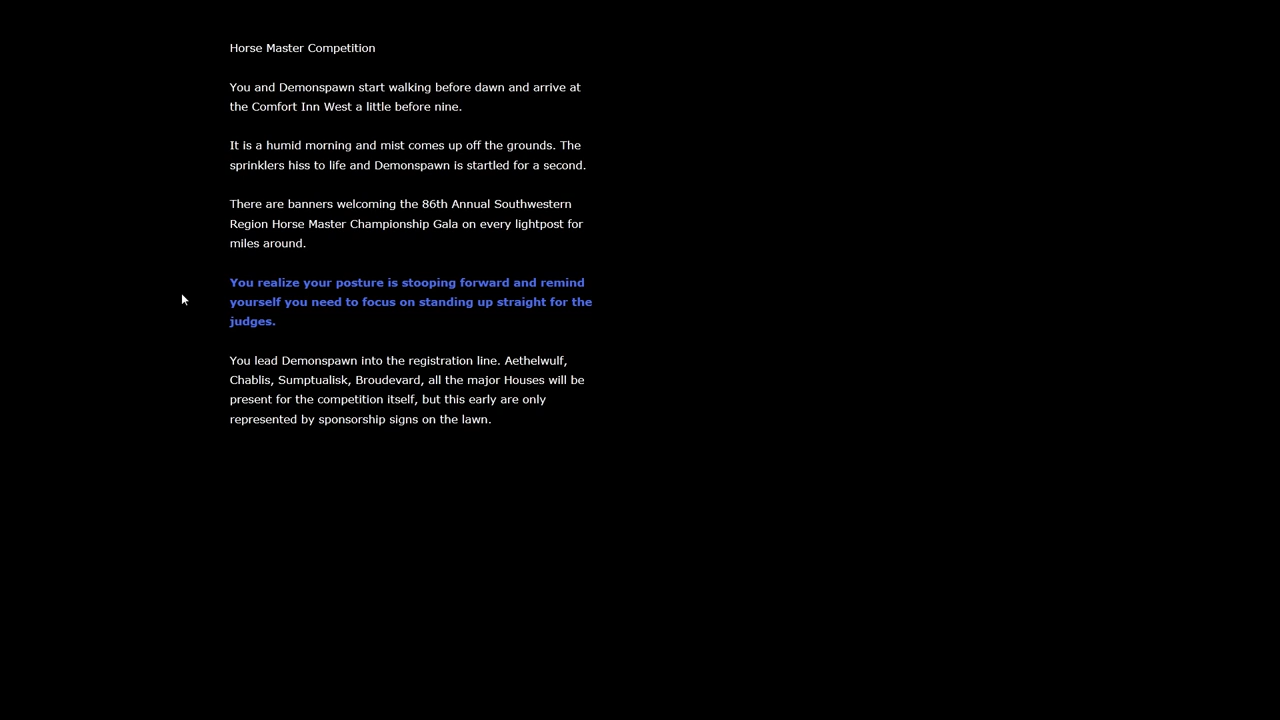 Horse Master Competition
You and Demonspawn start walking before dawn and arrive at
the Comfort Inn West a little before nine.
It is a humid morning and mist comes up off the grounds. The
sprinklers hiss to life and Demonspawn is startled for a second.
There are banners welcoming the 86th Annual Southwestern
Region Horse Master Championship Gala on every lightpost for
miles around.
You realize your posture is stooping forward and remind
yourself you need to focus on standing up straight for the
judges.
You lead Demonspawn into the registration line. Aethelwulf,
Chablis, Sumptualisk, Broudevard, all the major Houses will be
present for the competition itself, but this early are only
represented by sponsorship signs on the lawn.